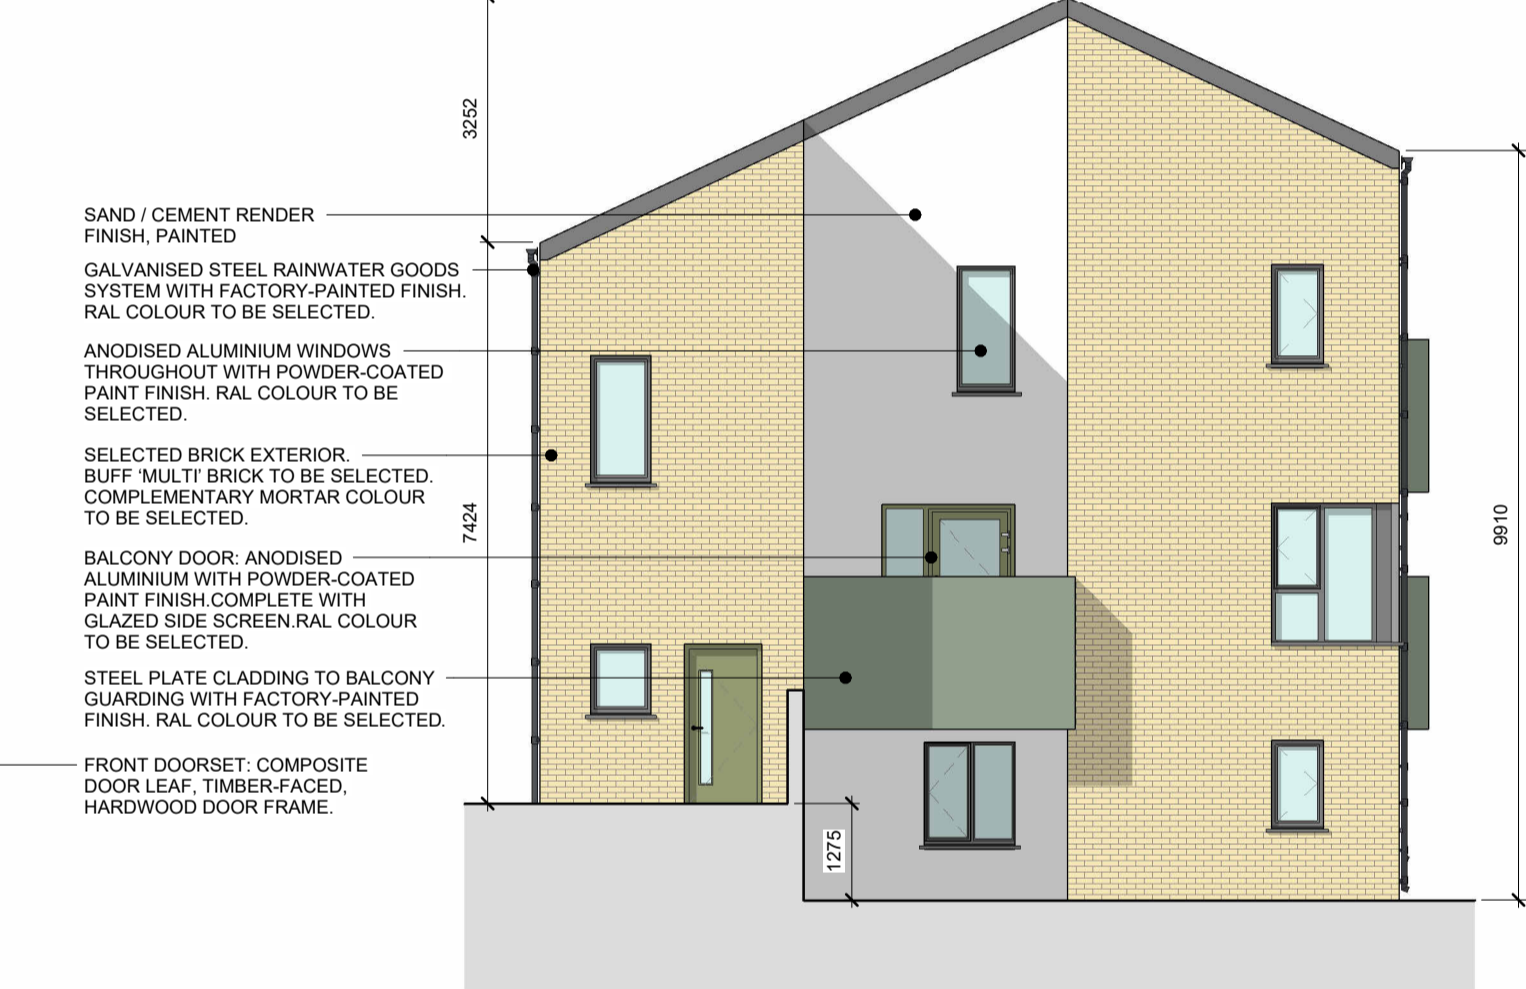 3252
SAND / CEMENT RENDER
FINISH, PAINTED
GALVANISED STEEL RAINWATER GOODS
SYSTEM WITH FACTORY-PAINTED FINISH.
RAL COLOUR TO BE SELECTED.
ANODISED ALUMINIUM WINDOWS
THROUGHOUT WITH POWDER-COATED
PAINT FINISH. RAL COLOUR TO BE
SELECTED.
SELECTED BRICK EXTERIOR.
BUFF ‘MULTI’ BRICK TO BE SELECTED.
COMPLEMENTARY MORTAR COLOUR
TO BE SELECTED.
7424
9910
BALCONY DOOR: ANODISED
ALUMINIUM WITH POWDER-COATED
PAINT FINISH.COMPLETE WITH
GLAZED SIDE SCREEN.RAL COLOUR
TO BE SELECTED.
STEEL PLATE CLADDING TO BALCONY
GUARDING WITH FACTORY-PAINTED
FINISH. RAL COLOUR TO BE SELECTED.
FRONT DOORSET: COMPOSITE
DOOR LEAF, TIMBER-FACED,
HARDWOOD DOOR FRAME.
1275